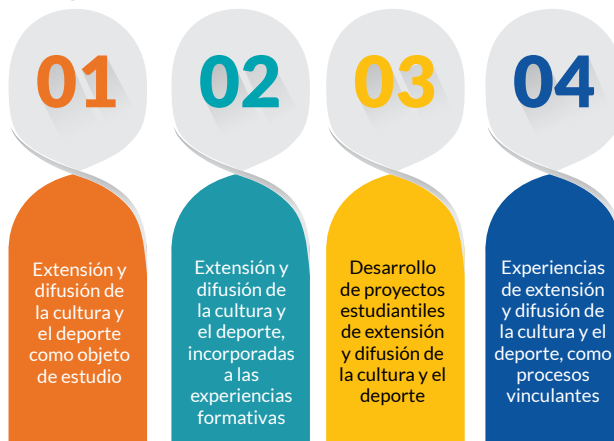 01
Extensión y
difusión de
la cultura y
el deporte
como objeto
de estudio
02
Extensión y
difusión de
la cultura y
el deporte,
incorporadas
a las
experiencias
formativas
03
Desarrollo
de proyectos
estudiantiles
de extensión
y difusión de
la cultura y el
deporte
04
Experiencias
de extensión
y difusión de
la cultura y el
deporte, como
procesos
vinculantes